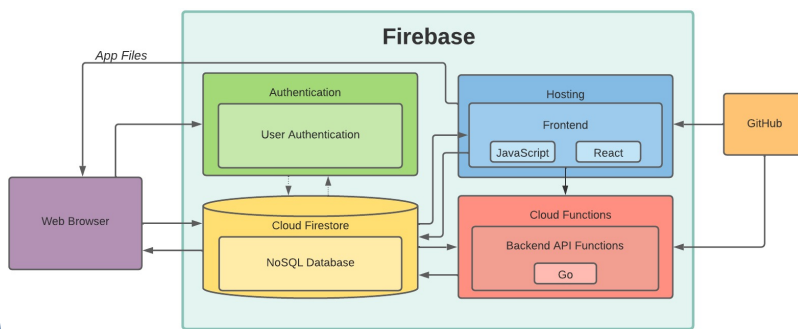 Firebase
App Files
Authentication
User Authentication
Hosting
Frontend
JavaScript
React
GitHub
Web Browser
Cloud Firestore
NoSQL Database
Cloud Functions
Backend API Functions
Go